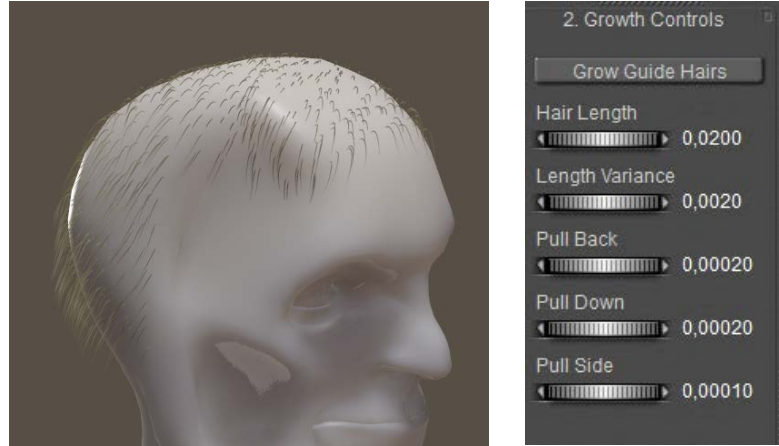 2. Growth Controls
Grow Guide Hairs
Hair Length
0,0200
Length Variance
0,0020
Pull Back
0,00020
Pull Down
0,00020
Pull Side
0,00010